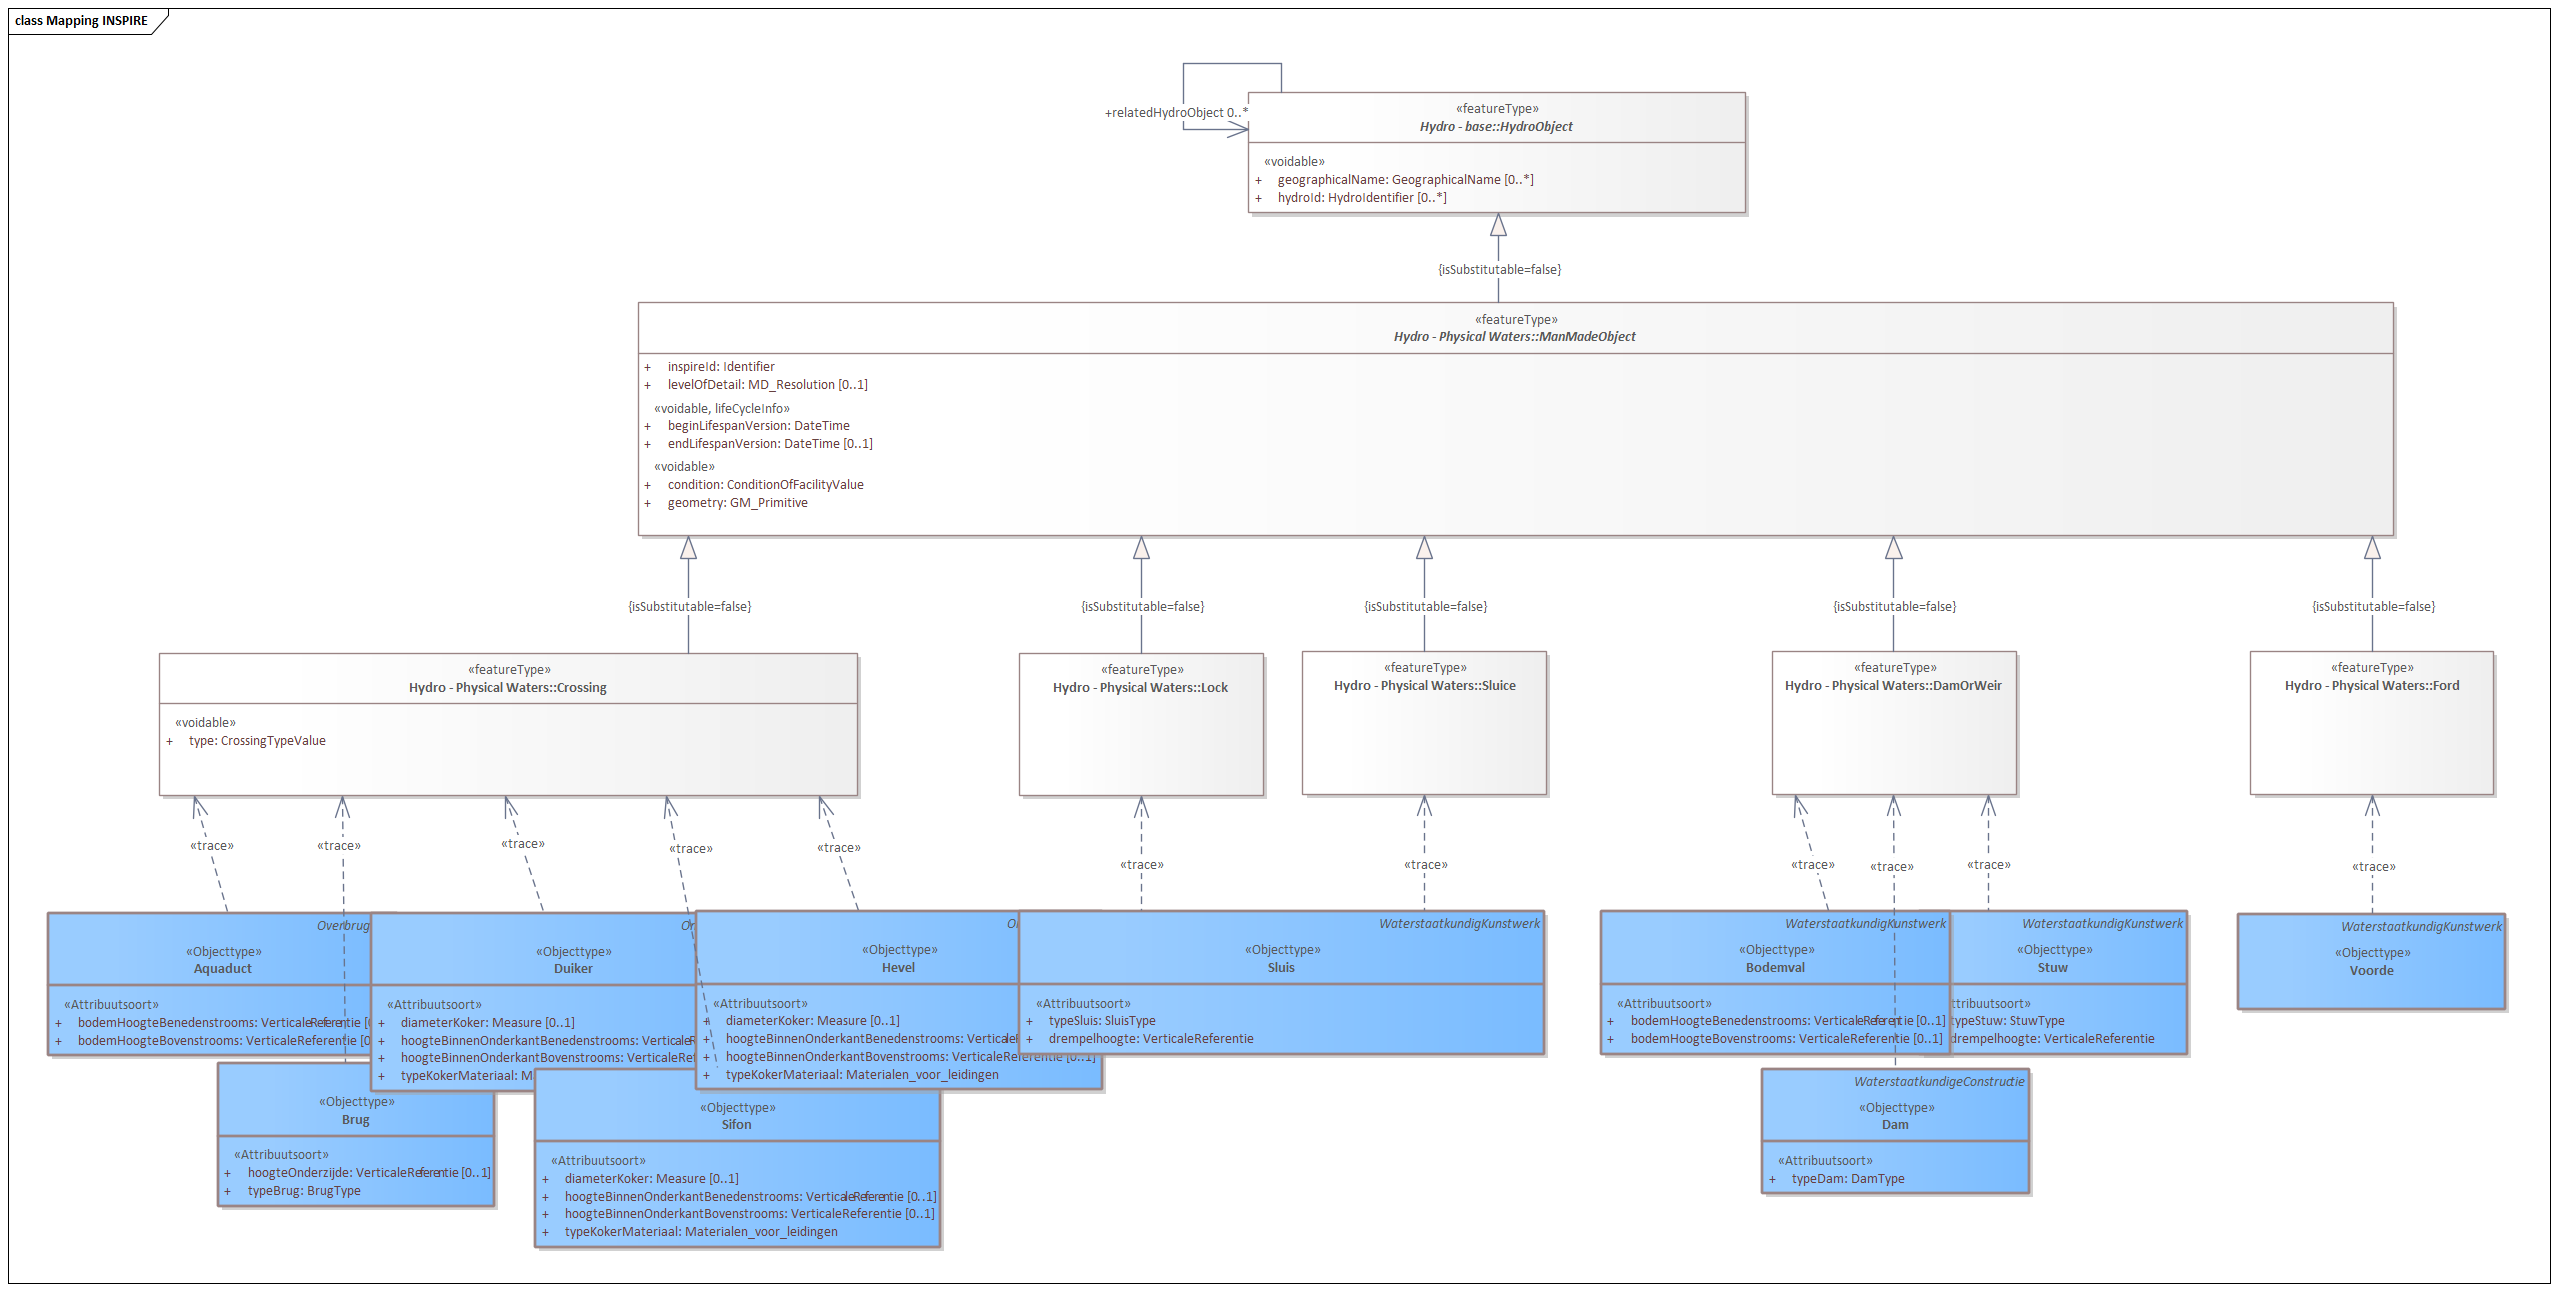 class Mapping INSPIRE
+relatedHydroObject 0..*
«featureType»
Hydro - base::HydroObject
«voidable»
+ geographicalName: GeographicalName [0..*]
+ hydroId: HydroIdentifier [0..*]
{isSubstitutable=false}
«featureType»
Hydro - Physical Waters::ManMadeObject
+ inspireId: Identifier
+ levelOfDetail: MD_Resolution [0..1]
«voidable, lifeCycleInfo»
+ beginLifespanVersion: DateTime
+ endLifespanVersion: DateTime [0..1]
«voidable»
+ condition: ConditionOfFacilityValue
+ geometry: GM_Primitive
{isSubstitutable=false}
{isSubstitutable=false}
{isSubstitutable=false}
{isSubstitutable=false}
{isSubstitutable=false}
«featureType»
Hydro - Physical Waters::Crossing
«voidable»
+ type: CrossingTypeValue
«featureType»
Hydro - Physical Waters::Lock
«featureType»
Hydro - Physical Waters::Sluice
«featureType»
Hydro - Physical Waters::DamOrWeir
«featureType»
Hydro - Physical Waters::Ford
«trace»
«trace»
«trace»
«trace»
«trace»
«trace»
«trace»
«trace»
«trace»
«trace»
«trace»
Overbrug
«Objecttype»
Aquaduct
«Attribuutsoort»
+ bodemHoogteBenedenstrooms: VerticaleReferentie [0
+ bodemHoogteBovenstrooms: VerticaleReferentie [0
«Objecttype»
Duiker
«Attribuutsoort»
+ diameterKoker: Measure [0..1]
+ hoogteBinnenOnderkantBenedenstrooms: VerticaleR
+ hoogteBinnenOnderkantBovenstrooms: VerticaleRef
+ typeKokerMateriaal: M
«Objecttype»
Hevel
«Attribuutsoort»
+ diameterKoker: Measure [0..1]
+ hoogteBinnenOnderkantBenedenstrooms: Verticale
+ hoogteBinnenOnderkantBovenstrooms: VerticaleReferentie [0..1]
+ typeKokerMateriaal: Materialen_voor_leidingen
WaterstaatkundigKunstwerk
«Objecttype»
Sluis
«Attribuutsoort»
+ typeSluis: SluisType
+ drempelhoogte: VerticaleReferentie
WaterstaatkundigKunstwerk
«Objecttype»
Bodemval
«Attribuutsoort»
+ bodemHoogteBenedenstrooms: VerticaleReferentie [0..1]
+ bodemHoogteBovenstrooms: VerticaleReferentie [0..1]
WaterstaatkundigKunstwerk
«Objecttype»
Stuw
ttribuutsoort»
typeStuw: StuwType
drempelhoogte: VerticaleReferentie
WaterstaatkundigKunstwerk
«Objecttype»
Voorde
«Objecttype»
Brug
«Attribuutsoort»
+ hoogteOnderzijde: VerticaleReferentie [0..1]
+ typeBrug: BrugType
«Objecttype»
Sifon
«Attribuutsoort»
+ diameterKoker: Measure [0..1]
+ hoogteBinnenOnderkantBenedenstrooms: VerticaleReferentie [0..1]
+ hoogteBinnenOnderkantBovenstrooms: VerticaleReferentie [0..1]
+ typeKokerMateriaal: Materialen_voor_leidingen
WaterstaatkundigeConstructie
«Objecttype»
Dam
«Attribuutsoort»
+ typeDam: DamType